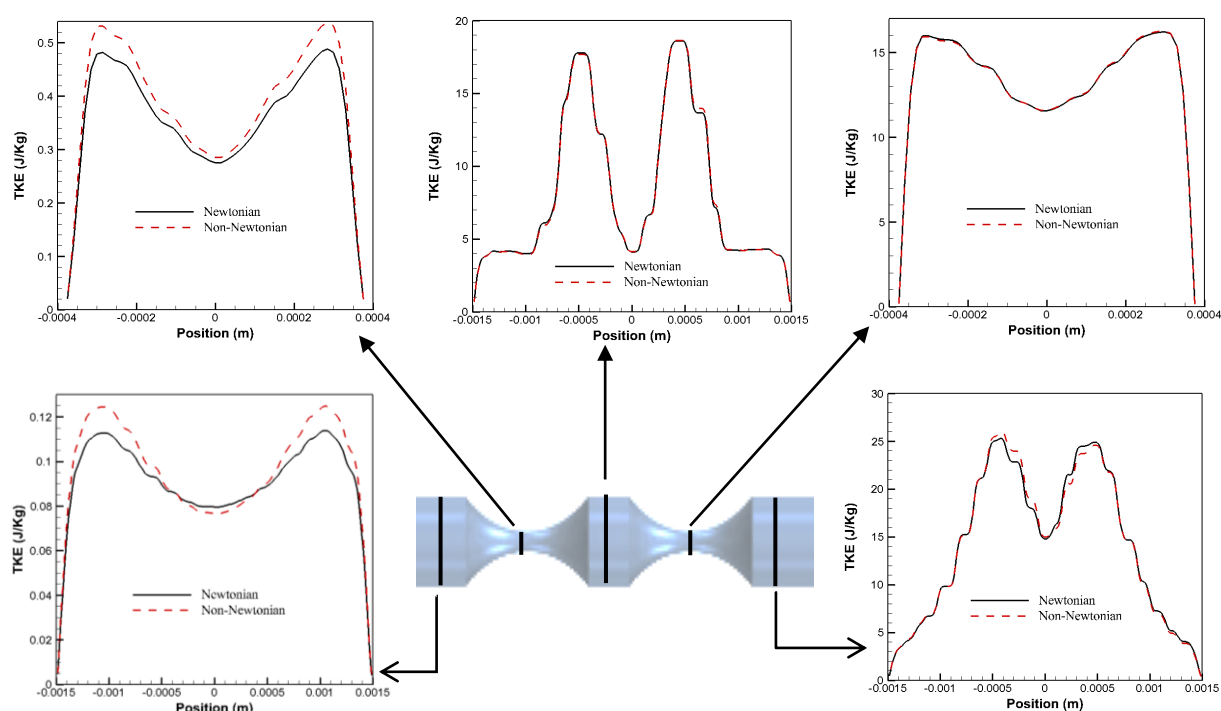 0.5
0.4
0.3
0.2
0.1
0
TKE (J/Kg)
Newtonian
Non-Newtonian
-0.0004 -0.0002 0 0.0002 0.0004
Position (m)
20
15
10
5
0
TKE (J/Kg)
Newtonian
Non-Newtonian
-0.0015 -0.001 -0.0005 0 0.0005 0.001 0.0015
Position (m)
15
16
15
0
TKE (J/Kg)
Newtonian
Non-Newtonian
-0.0004 -0.0002 0 0.0002 0.0004
Position (m)
0.12
0.1
0.08
0.06
0.04
0.02
0
TKE (J/Kg)
Newtonian
Non-Newtonian
-0.0015 -0.001 -0.0005 0 0.0005 0.001 0.0015
Position (m)
30
25
20
15
10
5
0
TKE (J/Kg)
Newtonian
Non-Newtonian
-0.0015 -0.001 -0.0005 0 0.0005 0.001 0.0015
Position (m)